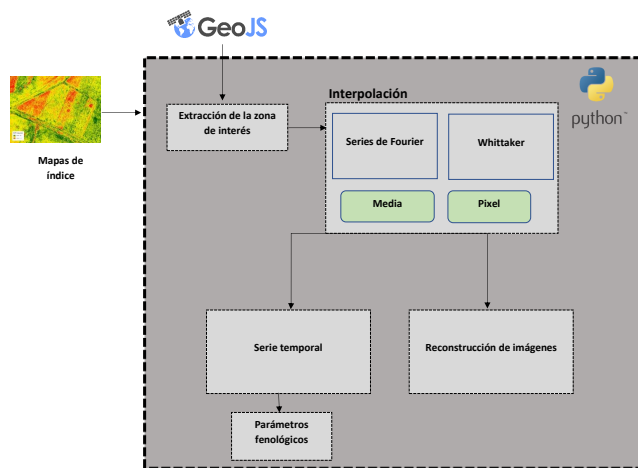 GeoJS
Mapas de
índice
Extracción de la zona
de interés
Interpolación
Series de Fourier
Whittaker
Media
Pixel
python™
Serie temporal
Reconstrucción de imágenes
Parámetros
fenológicos